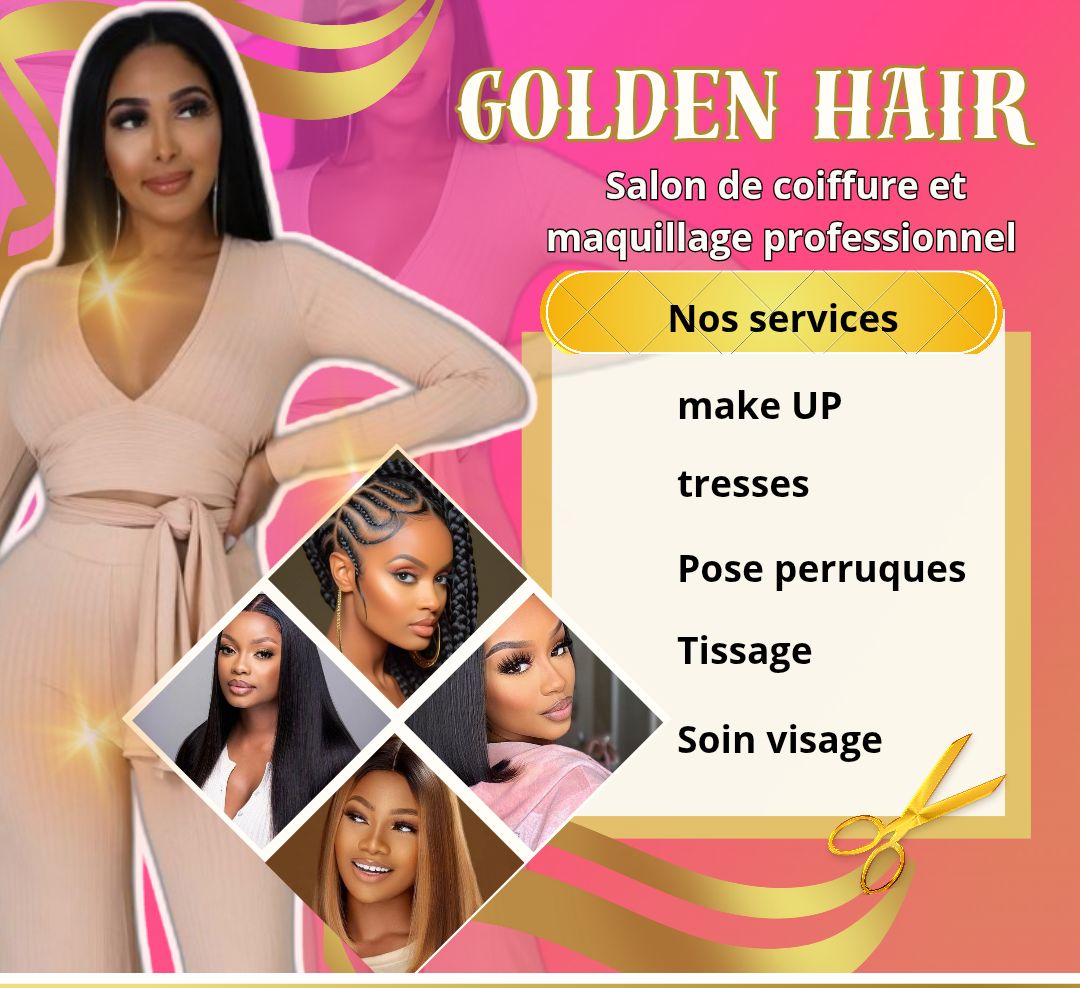 GOLDEN HAIR
Salon de coiffure et
maquillage professionnel
Nos services
make UP
tresses
Pose perruques
Tissage
Soin visage